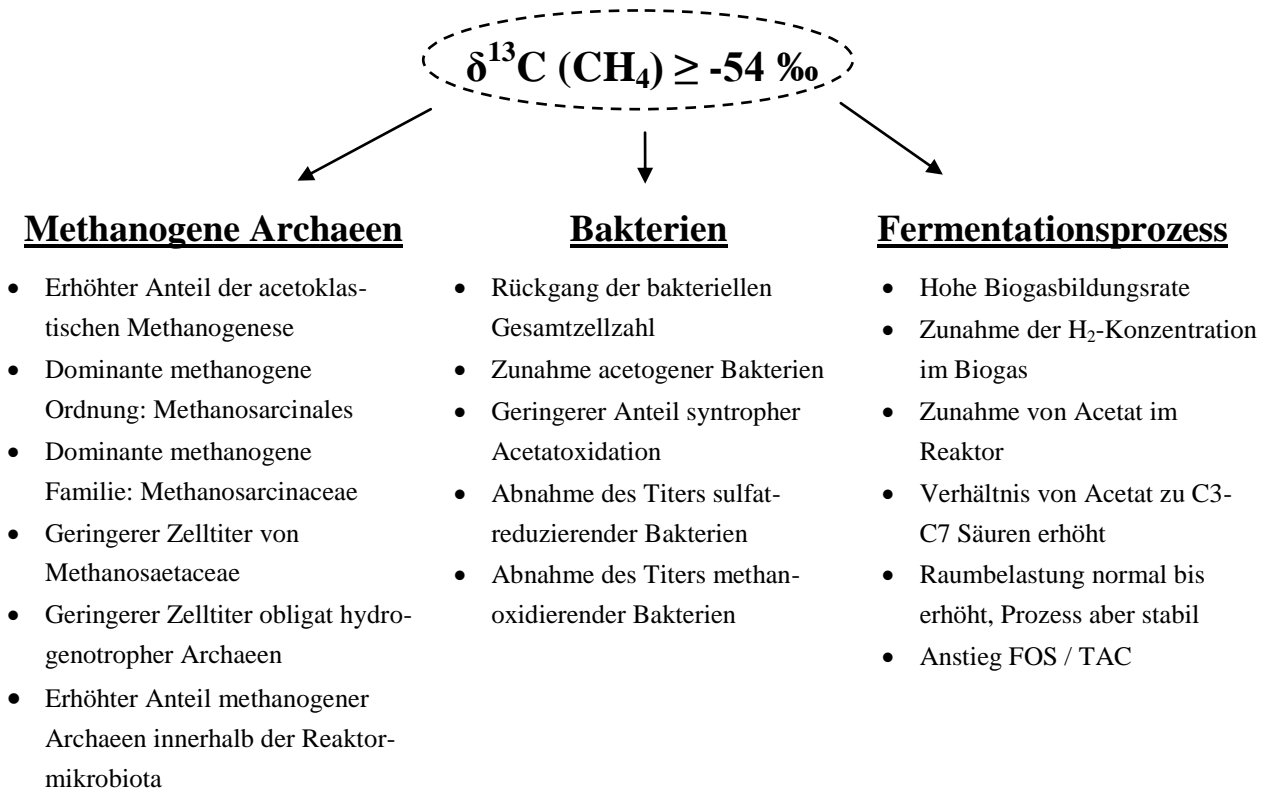 δ¹³C (CH₄) ≥ -54 ‰
Methanogene Archaeen
• Erhöhter Anteil der acetoklas-
tischen Methanogenese
• Dominante methanogene
Ordnung: Methanosarcinales
• Dominante methanogene
Familie: Methanosarcinaceae
• Geringerer Zelltiter von
Methanosaetaceae
• Geringerer Zelltiter obligat hydro-
genotropher Archaeen
• Erhöhter Anteil methanogener
Archaeen innerhalb der Reaktor-
mikrobiota
Bakterien
• Rückgang der bakteriellen
Gesamtzellzahl
• Zunahme acetogener Bakterien
• Geringerer Anteil syntropher
Acetatoxidation
• Abnahme des Titers sulfat-
reduzierender Bakterien
• Abnahme des Titers methan-
oxidierender Bakterien
Fermentationsprozess
• Hohe Biogasbildungsrate
• Zunahme der H₂-Konzentration
im Biogas
• Zunahme von Acetat im
Reaktor
• Verhältnis von Acetat zu C3-
C7 Säuren erhöht
• Raumbelastung normal bis
erhöht, Prozess aber stabil
• Anstieg FOS / TAC